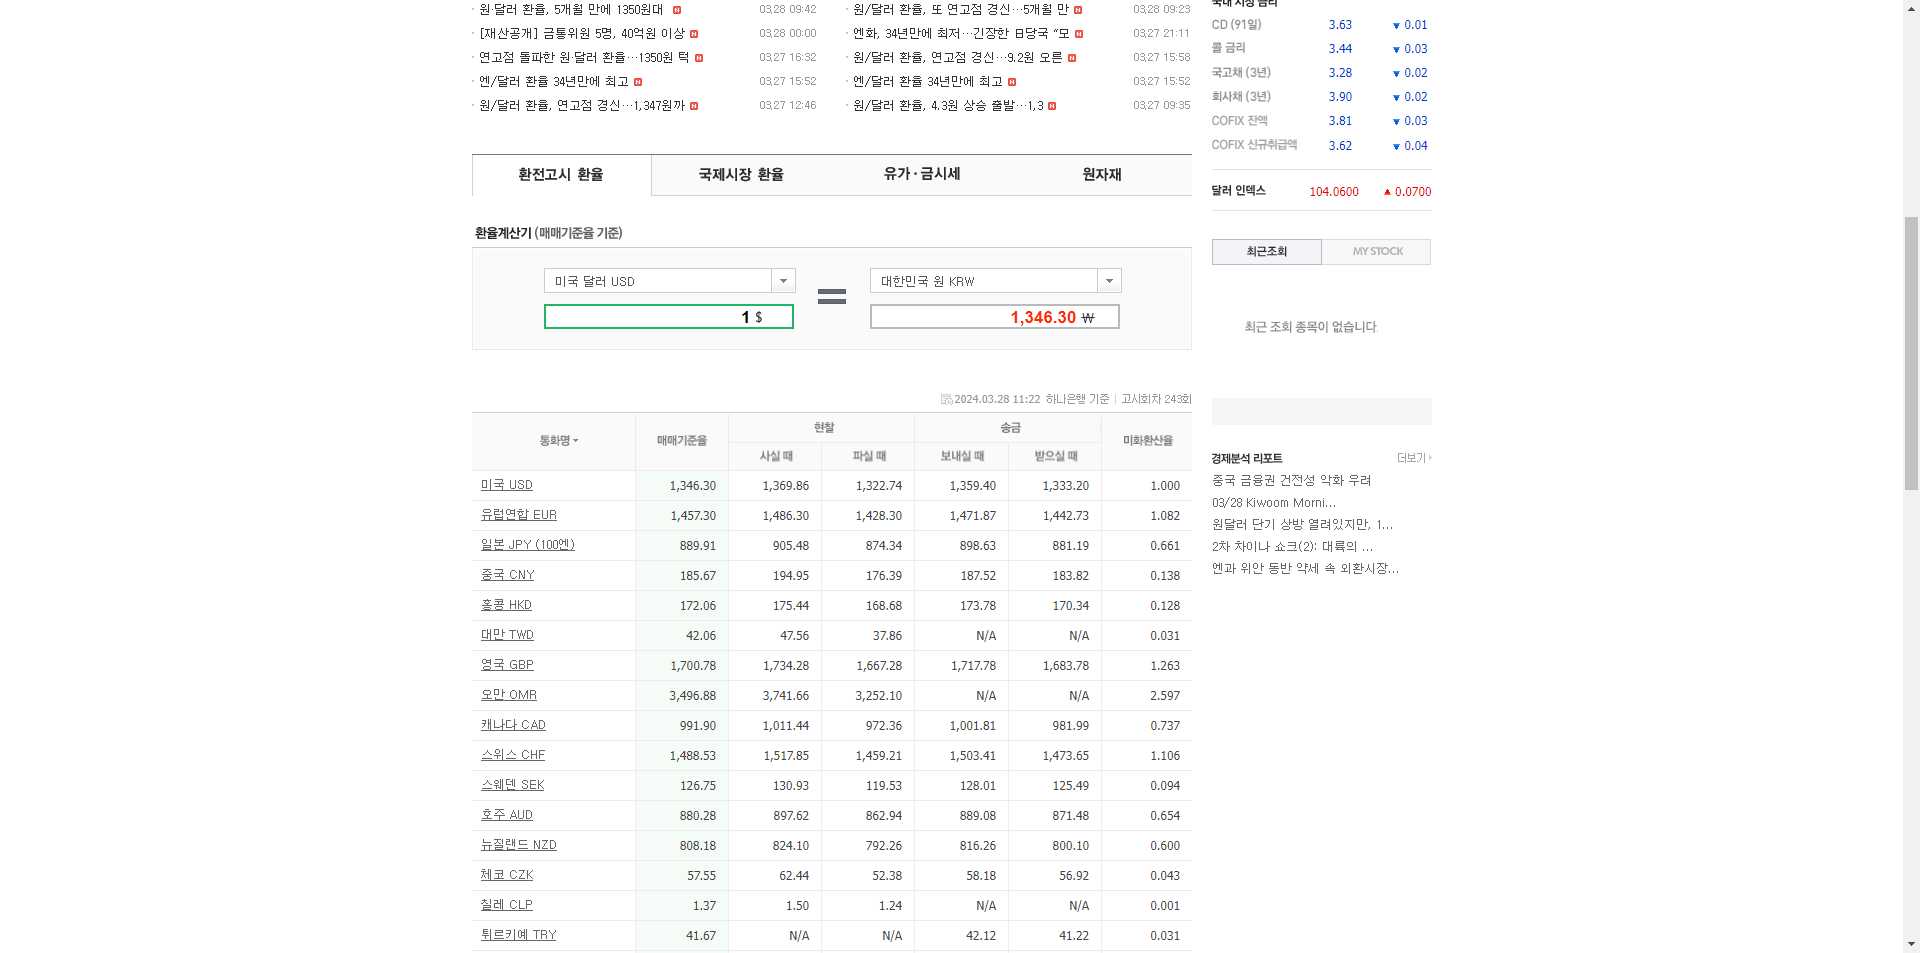 · 원·달러 환율, 5개월 만에 1350원대 N 03.28 09:42
· [재산공개] 금통위원 5명, 40억원 이상 N 03.28 00:00
· 연고점 돌파한 원·달러 환율…1350원 턱 N 03.27 16:32
· 엔/달러 환율 34년만에 최고 N 03.27 15:52
· 원/달러 환율, 연고점 경신…1,347원까 N 03.27 12:46
· 원/달러 환율, 또 연고점 경신…5개월 만 N 03.28 09:23
· 엔화, 34년만에 최저…긴장한 日당국 “모 N 03.27 21:11
· 원/달러 환율, 연고점 경신…9.2원 오른 N 03.27 15:58
· 엔/달러 환율 34년만에 최고 N 03.27 15:52
· 원/달러 환율, 4.3원 상승 출발…1,3 N 03.27 09:35
환전고시 환율 국제시장 환율 유가·금시세 원자재
환율계산기 (매매기준율 기준)
미국 달러 USD 대한민국 원 KRW
1 $ = 1,346.30 ₩
2024.03.28 11:22 하나은행 기준 | 고시회차 243회
통화명 매매기준율 현찰 송금 미화환산율
사실 때 파실 때 보내실 때 받으실 때
미국 USD 1,346.30 1,369.86 1,322.74 1,359.40 1,333.20 1.000
유럽연합 EUR 1,457.30 1,486.30 1,428.30 1,471.87 1,442.73 1.082
일본 JPY (100엔) 889.91 905.48 874.34 898.63 881.19 0.661
중국 CNY 185.67 194.95 176.39 187.52 183.82 0.138
홍콩 HKD 172.06 175.44 168.68 173.78 170.34 0.128
대만 TWD 42.06 47.56 37.86 N/A N/A 0.031
영국 GBP 1,700.78 1,734.28 1,667.28 1,717.78 1,683.78 1.263
오만 OMR 3,496.88 3,741.66 3,252.10 N/A N/A 2.597
캐나다 CAD 991.90 1,011.44 972.36 1,001.81 981.99 0.737
스위스 CHF 1,488.53 1,517.85 1,459.21 1,503.41 1,473.65 1.106
스웨덴 SEK 126.75 130.93 119.53 128.01 125.49 0.094
호주 AUD 880.28 897.62 862.94 889.08 871.48 0.654
뉴질랜드 NZD 808.18 824.10 792.26 816.26 800.10 0.600
체코 CZK 57.55 62.44 52.38 58.18 56.92 0.043
칠레 CLP 1.37 1.50 1.24 N/A N/A 0.001
튀르키예 TRY 41.67 N/A N/A 42.12 41.22 0.031
국내 시장 금리
CD (91일) 3.63 ▼ 0.01
콜 금리 3.44 ▼ 0.03
국고채 (3년) 3.28 ▼ 0.02
회사채 (3년) 3.90 ▼ 0.02
COFIX 잔액 3.81 ▼ 0.03
COFIX 신규취급액 3.62 ▼ 0.04
달러 인덱스 104.0600 ▲ 0.0700
최근조회 MY STOCK
최근 조회 종목이 없습니다.
경제분석 리포트 더보기
중국 금융권 건전성 악화 우려
03/28 Kiwoom Morni...
원달러 단기 상방 열려있지만, 1...
2차 차이나 쇼크(2): 대륙의 ...
엔과 위안 동반 약세 속 외환시장...